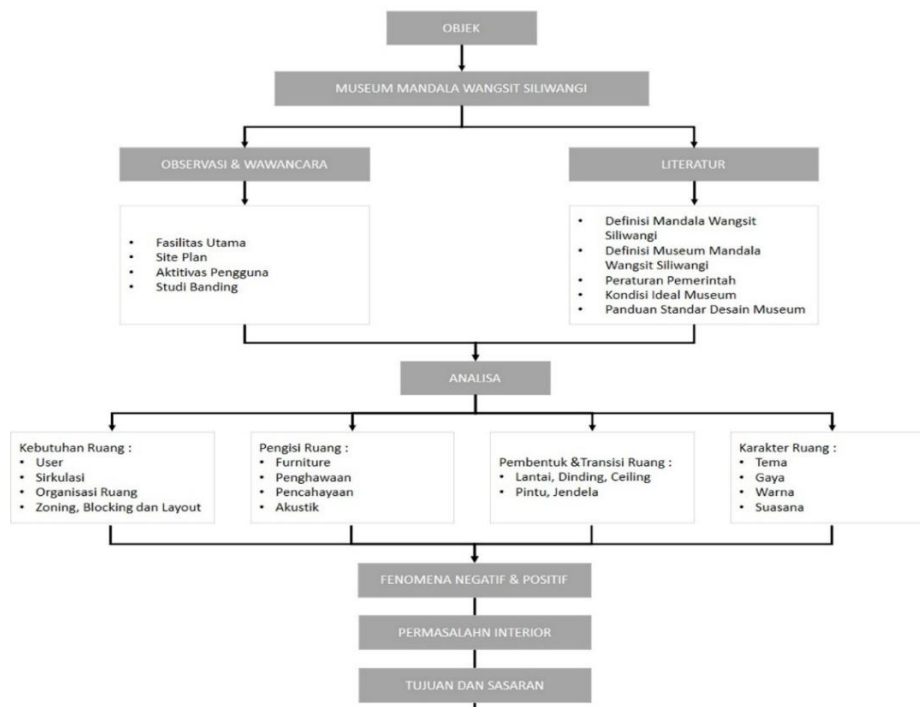 OBJEK
MUSEUM MANDALA WANGSIT SILIWANGI
OBSERVASI & WAWANCARA
LITERATUR
• Fasilitas Utama
• Site Plan
• Aktitivas Pengguna
• Studi Banding
• Definisi Mandala Wangsit
Siliwangi
• Definisi Museum Mandala
Wangsit Siliwangi
• Peraturan Pemerintah
• Kondisi Ideal Museum
• Panduan Standar Desain Museum
ANALISA
Kebutuhan Ruang :
• User
• Sirkulasi
• Organisasi Ruang
• Zoning, Blocking dan Layout
Pengisi Ruang :
• Furniture
• Penghawaan
• Pencahayaan
• Akustik
Pembentuk &Transisi Ruang :
• Lantai, Dinding, Ceiling
• Pintu, Jendela
Karakter Ruang :
• Tema
• Gaya
• Warna
• Suasana
FENOMENA NEGATIF & POSITIF
PERMASALAHN INTERIOR
TUJUAN DAN SASARAN